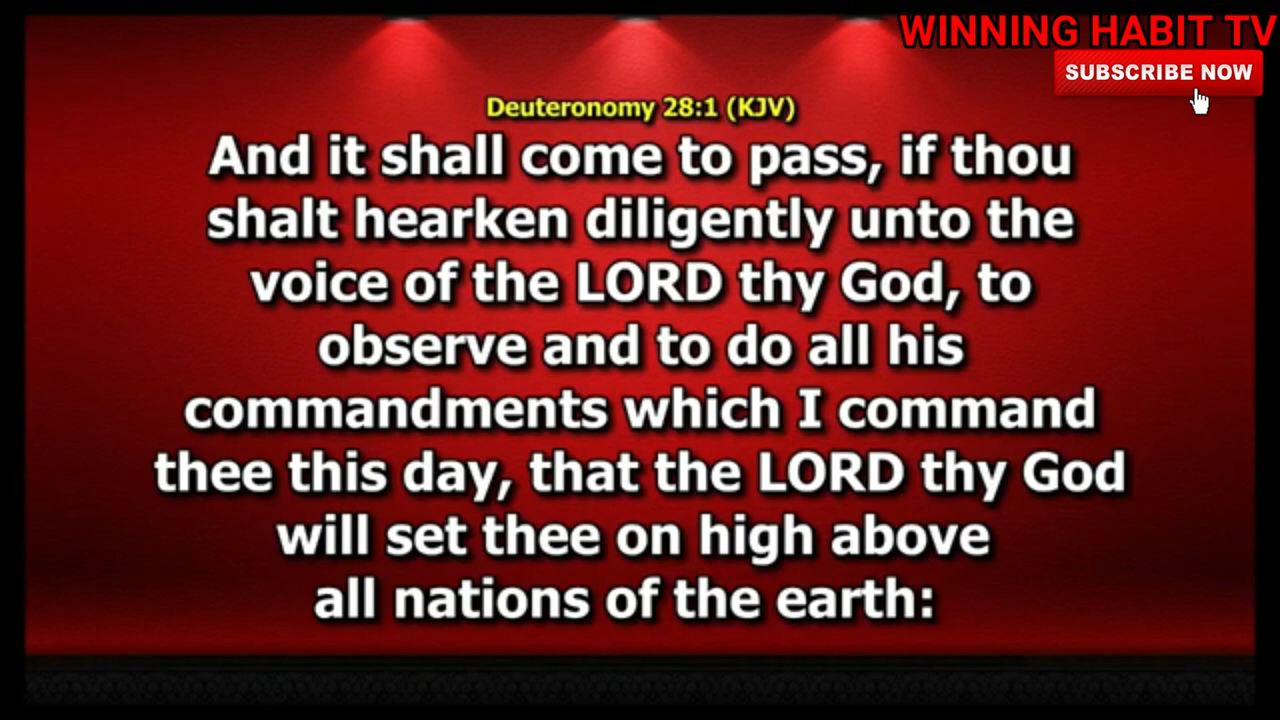 WINNING HABIT TV
SUBSCRIBE NOW
Deuteronomy 28:1 (KJV)
And it shall come to pass, if thou
shalt hearken diligently unto the
voice of the LORD thy God, to
observe and to do all his
commandments which I command
thee this day, that the LORD thy God
will set thee on high above
all nations of the earth: